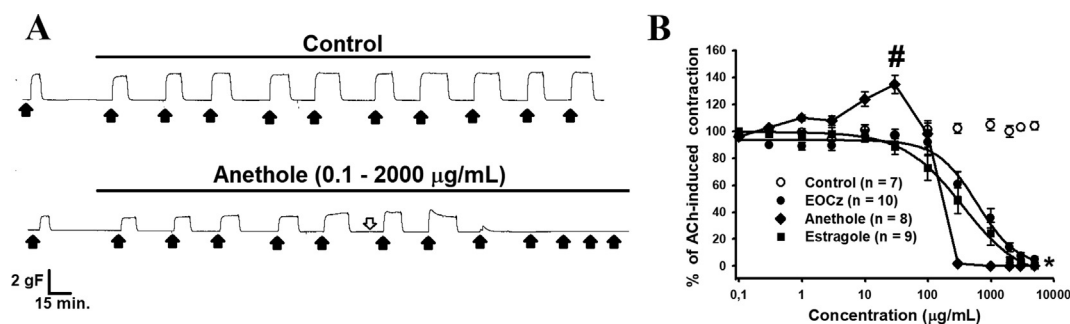 A
Control
Anethole (0.1 - 2000 µg/mL)
2 gF
15 min.
B
% of ACh-induced contraction
160
140
120
100
80
60
40
20
0
#
Control (n = 7)
EOCz (n = 10)
Anethole (n = 8)
Estragole (n = 9)
*
0,1 1 10 100 1000 10000
Concentration (µg/mL)